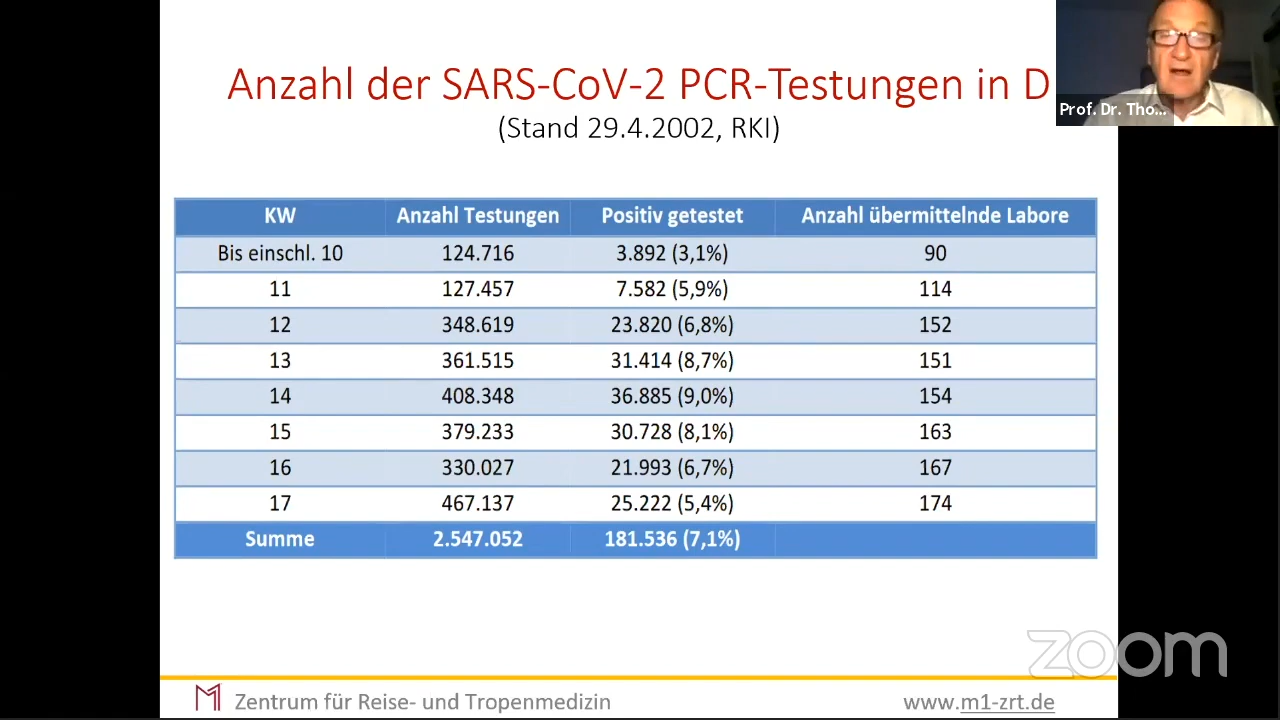 Anzahl der SARS-CoV-2 PCR-Testungen in D
(Stand 29.4.2002, RKI)
Prof. Dr. Tho...
KW Anzahl Testungen Positiv getestet Anzahl übermittelnde Labore
Bis einschl. 10 124.716 3.892 (3,1%) 90
11 127.457 7.582 (5,9%) 114
12 348.619 23.820 (6,8%) 152
13 361.515 31.414 (8,7%) 151
14 408.348 36.885 (9,0%) 154
15 379.233 30.728 (8,1%) 163
16 330.027 21.993 (6,7%) 167
17 467.137 25.222 (5,4%) 174
Summe 2.547.052 181.536 (7,1%)
zoom
Zentrum für Reise- und Tropenmedizin www.m1-zrt.de